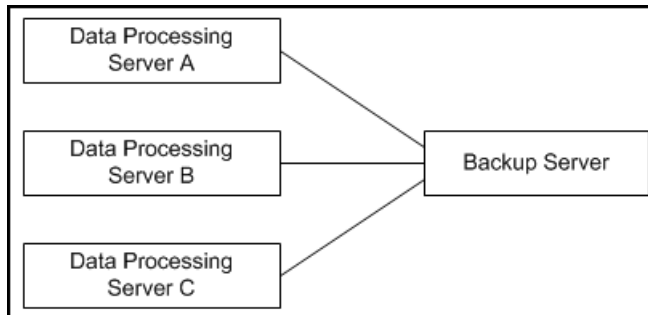 Data Processing
Server A
Data Processing
Server B
Backup Server
Data Processing
Server C